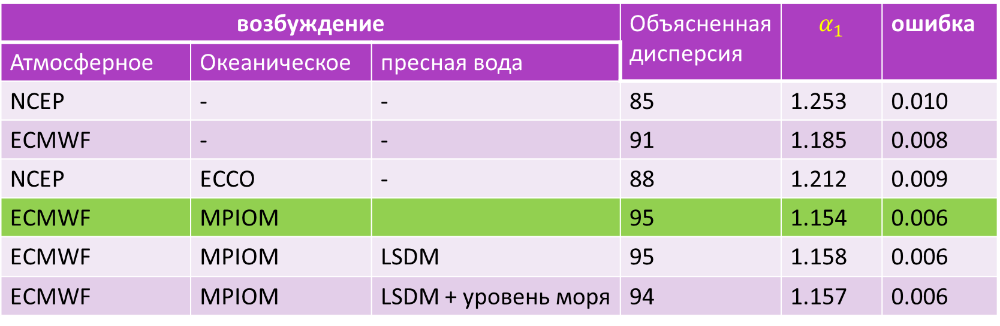 возбуждение Объясненная дисперсия α₁ ошибка
Атмосферное Океаническое пресная вода
NCEP - - 85 1.253 0.010
ECMWF - - 91 1.185 0.008
NCEP ECCO - 88 1.212 0.009
ECMWF MPIOM 95 1.154 0.006
ECMWF MPIOM LSDM 95 1.158 0.006
ECMWF MPIOM LSDM + уровень моря 94 1.157 0.006